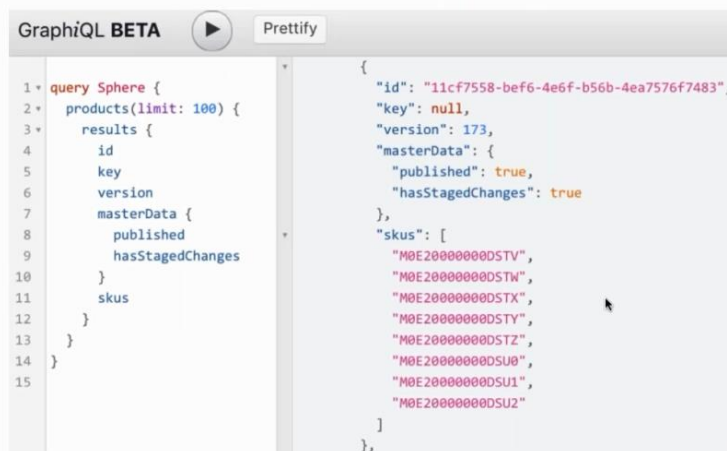 GraphiQL BETA
Prettify
1 query Sphere {
2 products(limit: 100) {
3 results {
4 id
5 key
6 version
7 masterData {
8 published
9 hasStagedChanges
10 }
11 skus
12 }
13 }
14 }
15
{
"id": "11cf7558-bef6-4e6f-b56b-4ea7576f7483",
"key": null,
"version": 173,
"masterData": {
"published": true,
"hasStagedChanges": true
},
"skus": [
"M0E20000000DSTV",
"M0E20000000DSTW",
"M0E20000000DSTX",
"M0E20000000DSTY",
"M0E20000000DSTZ",
"M0E20000000DSU0",
"M0E20000000DSU1",
"M0E20000000DSU2"
]
},